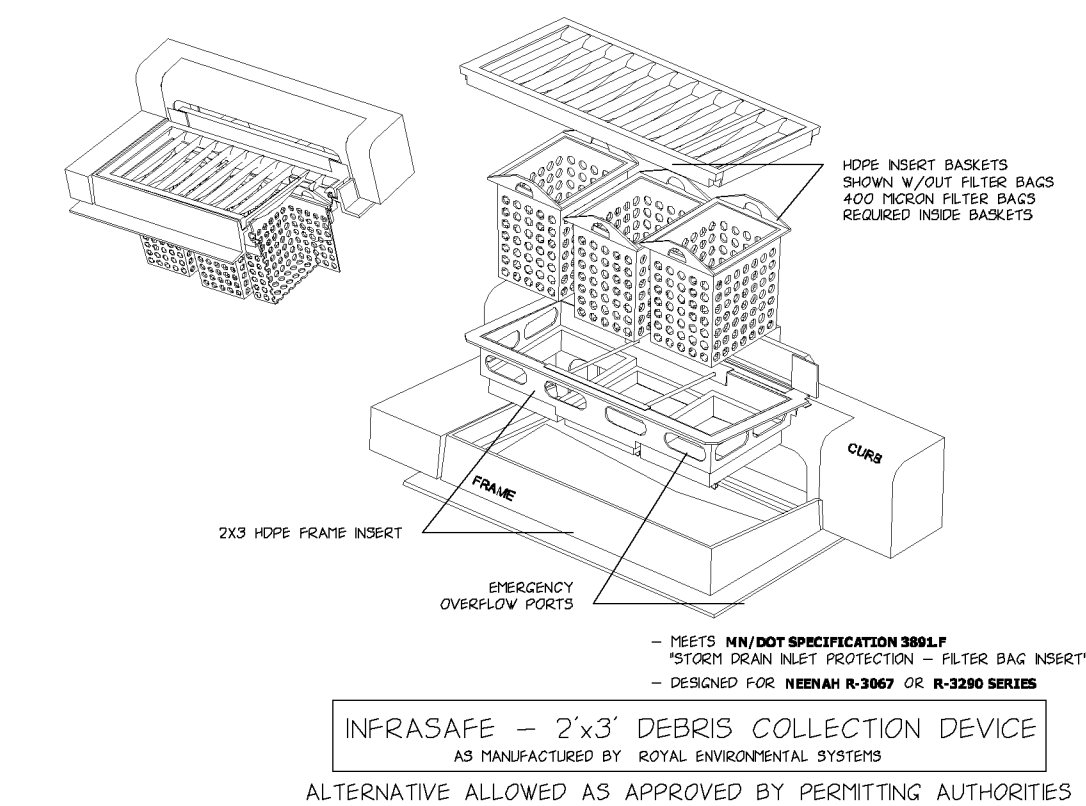 HDPE INSERT BASKETS
SHOWN W/OUT FILTER BAGS
400 MICRON FILTER BAGS
REQUIRED INSIDE BASKETS
CURB
FRAME
2X3 HDPE FRAME INSERT
EMERGENCY
OVERFLOW PORTS
– MEETS MN/DOT SPECIFICATION 3891.F
"STORM DRAIN INLET PROTECTION – FILTER BAG INSERT"
– DESIGNED FOR NEENAH R-3067 OR R-3290 SERIES
INFRASAFE – 2'x3' DEBRIS COLLECTION DEVICE
AS MANUFACTURED BY ROYAL ENVIRONMENTAL SYSTEMS
ALTERNATIVE ALLOWED AS APPROVED BY PERMITTING AUTHORITIES